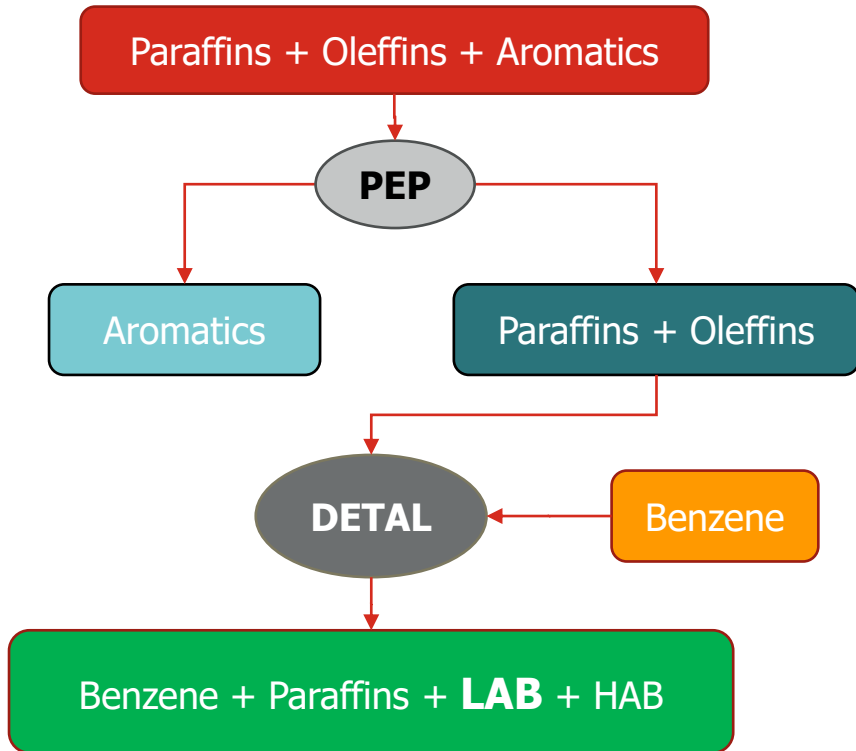 Paraffins + Oleffins + Aromatics
PEP
Aromatics
Paraffins + Oleffins
DETAL
Benzene
Benzene + Paraffins + LAB + HAB